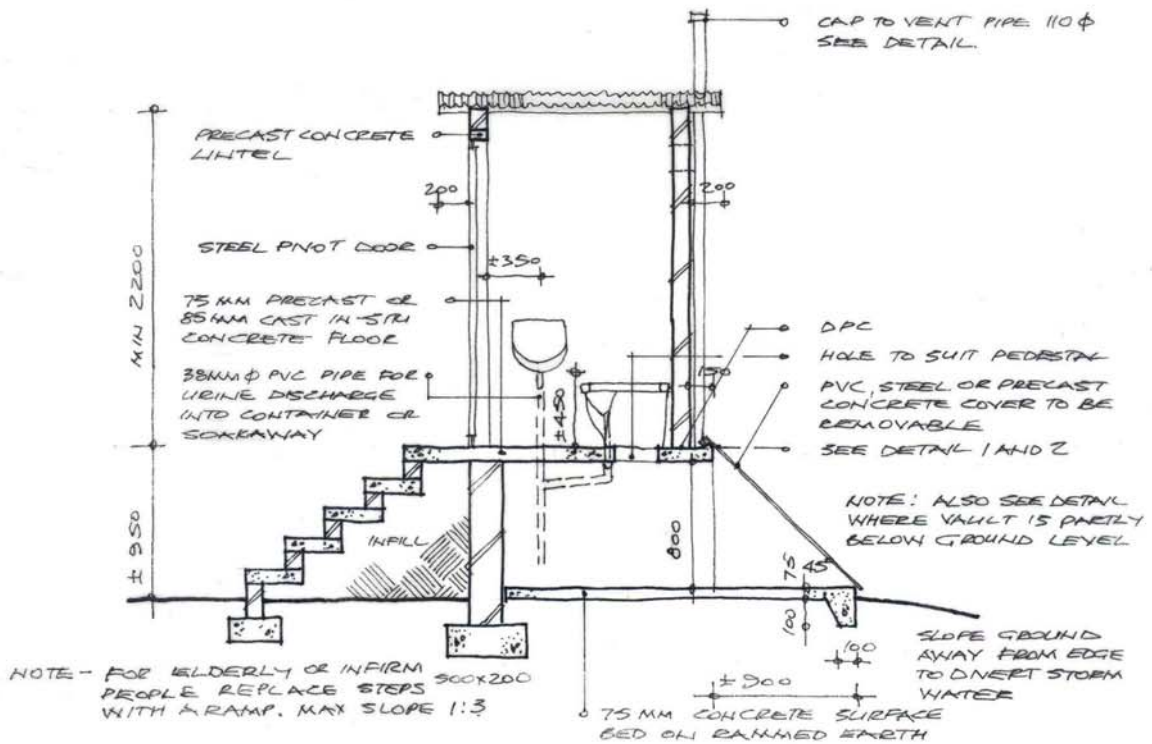 CAP TO VENT PIPE 110 φ
SEE DETAIL.
PRECAST CONCRETE
LINTEL
200
200
MIN 2200
STEEL PIVOT DOOR
±350
75 MM PRECAST OR
85 MM CAST IN-SITU
CONCRETE FLOOR
38MM φ PVC PIPE FOR
URINE DISCHARGE
INTO CONTAINER OR
SOAKAWAY
±450
150
DPC
HOLE TO SUIT PEDESTAL
PVC, STEEL OR PRECAST
CONCRETE COVER TO BE
REMOVABLE
SEE DETAIL 1 AND 2
NOTE: ALSO SEE DETAIL
WHERE VAULT IS PARTLY
BELOW GROUND LEVEL
±950
INFILL
800
75
45°
100
100
SLOPE GROUND
AWAY FROM EDGE
TO DIVERT STORM
WATER
±900
NOTE - FOR ELDERLY OR INFIRM
PEOPLE REPLACE STEPS
WITH A RAMP. MAX SLOPE 1:3
500x200
75 MM CONCRETE SURFACE
BED ON RAMMED EARTH